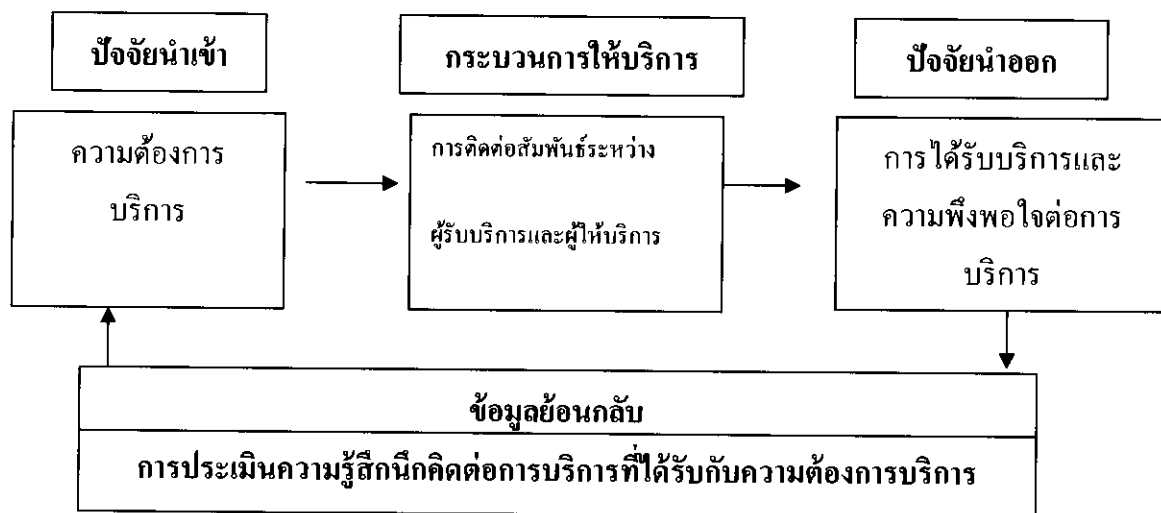 ปัจจัยนำเข้า
กระบวนการให้บริการ
ปัจจัยนำออก
ความต้องการ
บริการ
การติดต่อสัมพันธ์ระหว่าง
ผู้รับบริการและผู้ให้บริการ
การได้รับบริการและ
ความพึงพอใจต่อการ
บริการ
ข้อมูลย้อนกลับ
การประเมินความรู้สึกนึกคิดต่อการบริการที่ได้รับกับความต้องการบริการ